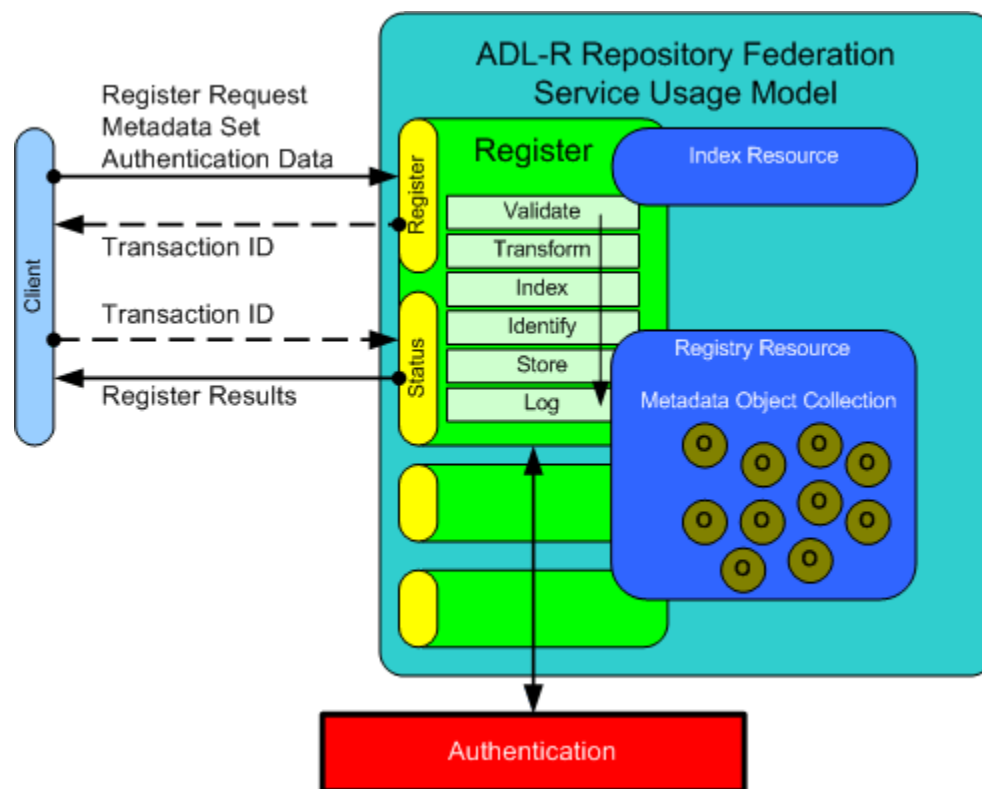 ADL-R Repository Federation
Service Usage Model
Register Request
Metadata Set
Authentication Data
Transaction ID
Transaction ID
Register Results
Client
Register
Status
Register
Validate
Transform
Index
Identify
Store
Log
Index Resource
Registry Resource
Metadata Object Collection
O
O
O
O
O
O
O
O
O
O
Authentication